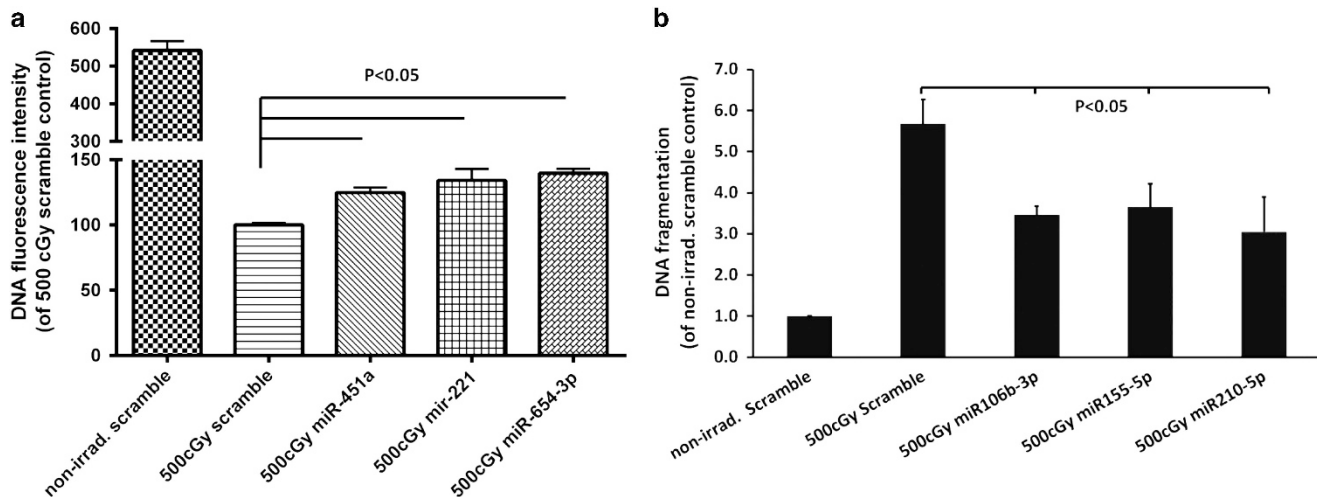 a
DNA fluorescence intensity
(of 500 cGy scramble control)
600
500
400
300
150
100
50
0
P<0.05
non-irrad. scramble
500cGy scramble
500cGy miR-451a
500cGy mir-221
500cGy miR-654-3p
b
DNA fragmentation
(of non-irrad. scramble control)
7.0
6.0
5.0
4.0
3.0
2.0
1.0
0.0
P<0.05
non-irrad. Scramble
500cGy Scramble
500cGy miR106b-3p
500cGy miR155-5p
500cGy miR210-5p